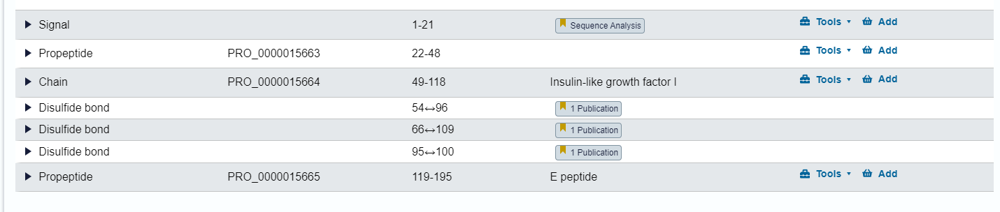 Signal 1-21 Sequence Analysis Tools Add
Propeptide PRO_0000015663 22-48 Tools Add
Chain PRO_0000015664 49-118 Insulin-like growth factor I Tools Add
Disulfide bond 54↔96 1 Publication
Disulfide bond 66↔109 1 Publication
Disulfide bond 95↔100 1 Publication
Propeptide PRO_0000015665 119-195 E peptide Tools Add